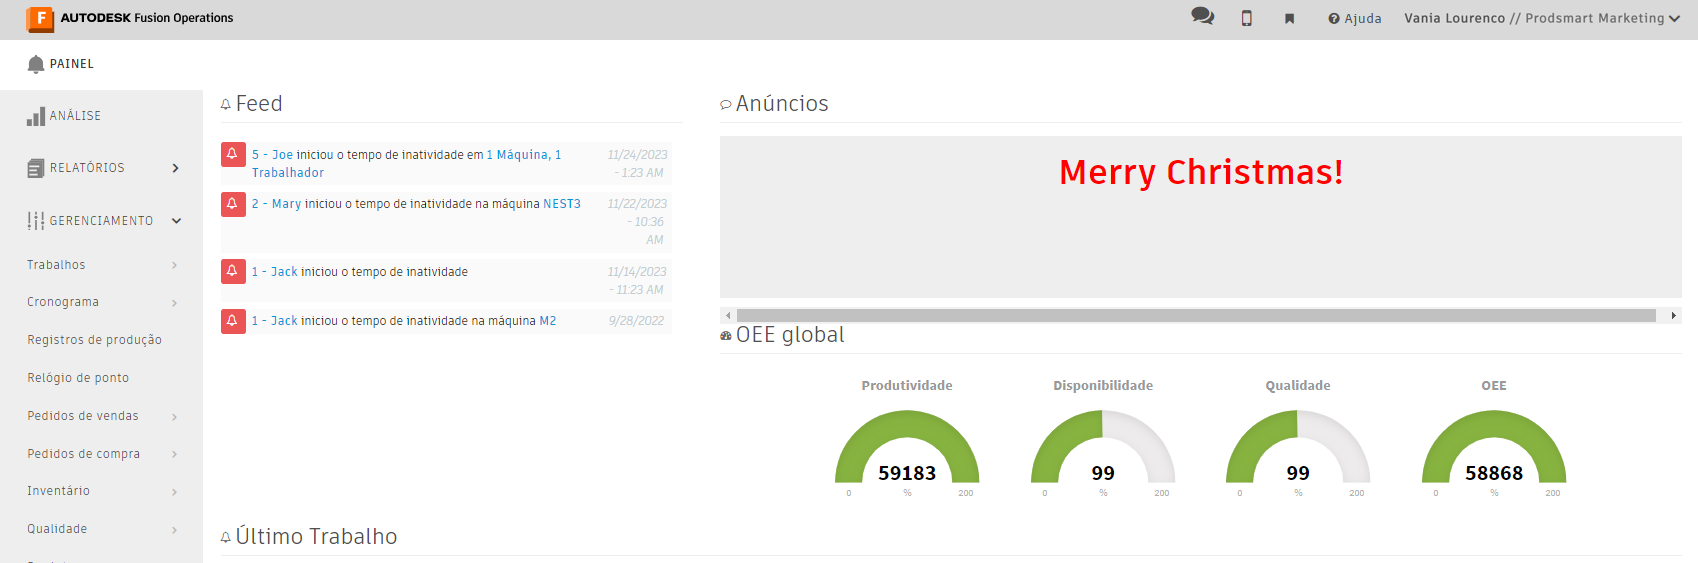 F AUTODESK Fusion Operations
Ajuda
Vania Lourenco // Prodsmart Marketing
PAINEL
ANÁLISE
RELATÓRIOS
GERENCIAMENTO
Trabalhos
Cronograma
Registros de produção
Relógio de ponto
Pedidos de vendas
Pedidos de compra
Inventário
Qualidade
Feed
5 - Joe iniciou o tempo de inatividade em 1 Máquina, 1
Trabalhador
11/24/2023
- 1:23 AM
2 - Mary iniciou o tempo de inatividade na máquina NEST3
11/22/2023
- 10:36
AM
1 - Jack iniciou o tempo de inatividade
11/14/2023
- 11:23 AM
1 - Jack iniciou o tempo de inatividade na máquina M2
9/28/2022
Anúncios
Merry Christmas!
OEE global
Produtividade
59183
0 % 200
Disponibilidade
99
0 % 200
Qualidade
99
0 % 200
OEE
58868
0 % 200
Último Trabalho